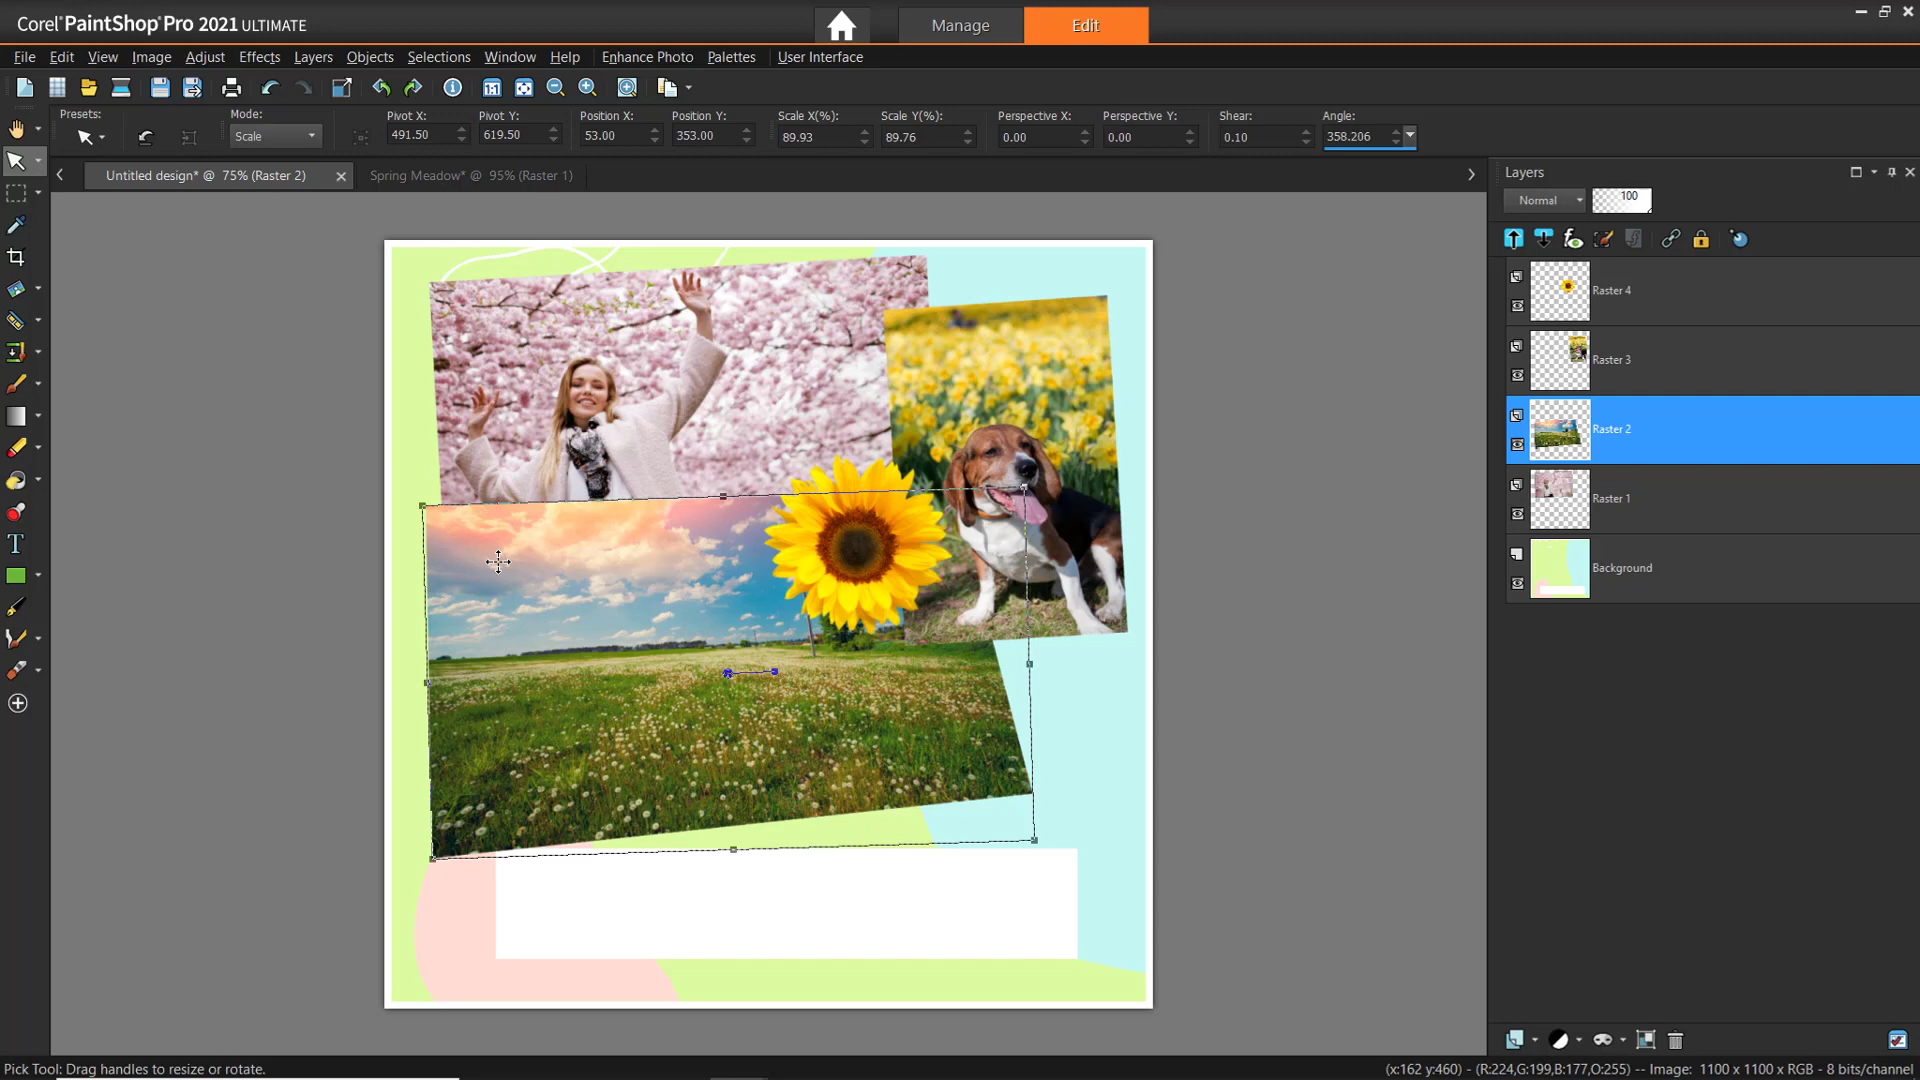 Corel PaintShop Pro 2021 ULTIMATE
Manage
Edit
File Edit View Image Adjust Effects Layers Objects Selections Window Help Enhance Photo Palettes User Interface
Presets: Mode: Pivot X: Pivot Y: Position X: Position Y: Scale X(%): Scale Y(%): Perspective X: Perspective Y: Shear: Angle:
Scale 491.50 619.50 53.00 353.00 89.93 89.76 0.00 0.00 0.10 358.206
Untitled design* @ 75% (Raster 2)
Spring Meadow* @ 95% (Raster 1)
Layers
Normal 100
Raster 4
Raster 3
Raster 2
Raster 1
Background
Pick Tool: Drag handles to resize or rotate.
(x:162 y:460) - (R:224,G:199,B:177,O:255) -- Image: 1100 x 1100 x RGB - 8 bits/channel